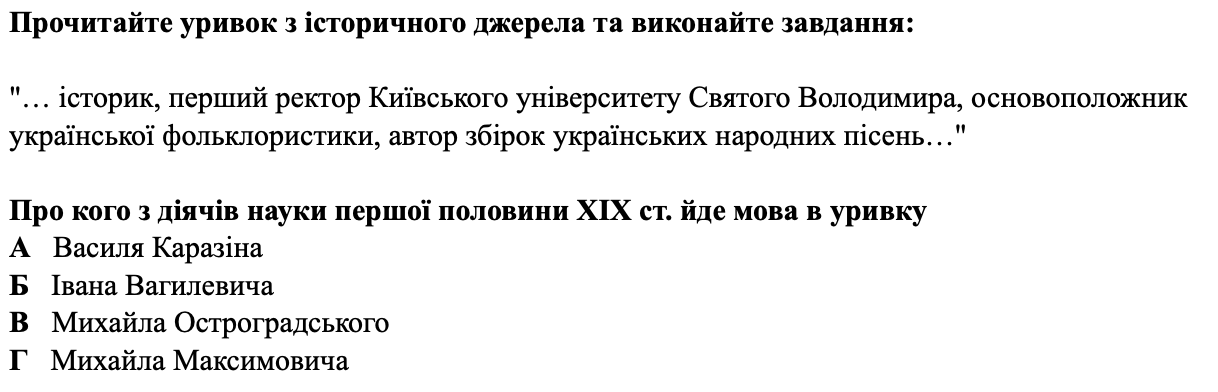 Прочитайте уривок з історичного джерела та виконайте завдання:
"… історик, перший ректор Київського університету Святого Володимира, основоположник
української фольклористики, автор збірок українських народних пісень…"
Про кого з діячів науки першої половини XIX ст. йде мова в уривку
А Василя Каразіна
Б Івана Вагилевича
В Михайла Остроградського
Г Михайла Максимовича